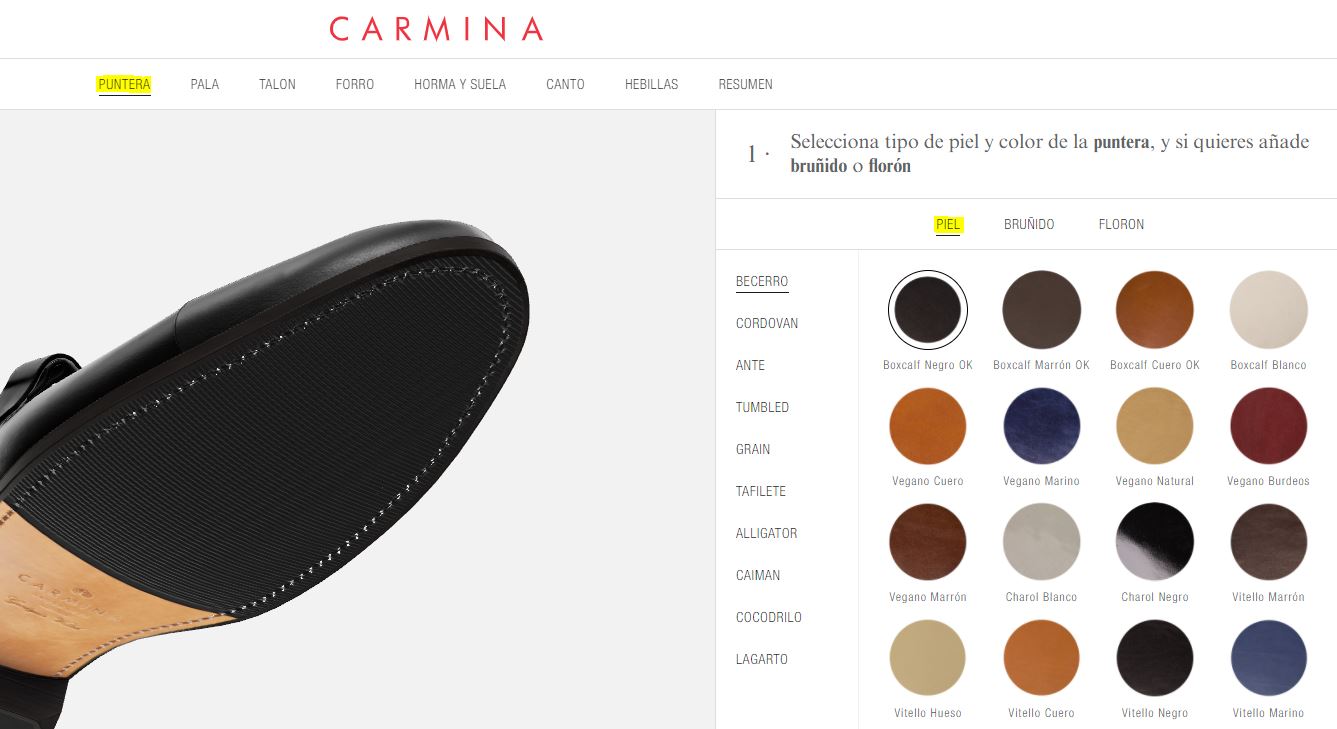 CARMINA
PUNTERA PALA TALON FORRO HORMA Y SUELA CANTO HEBILLAS RESUMEN
1 · Selecciona tipo de piel y color de la puntera, y si quieres añade
bruñido o florón
PIEL BRUÑIDO FLORON
BECERRO
CORDOVAN
ANTE
TUMBLED
GRAIN
TAFILETE
ALLIGATOR
CAIMAN
COCODRILO
LAGARTO
Boxcalf Negro OK Boxcalf Marrón OK Boxcalf Cuero OK Boxcalf Blanco
Vegano Cuero Vegano Marino Vegano Natural Vegano Burdeos
Vegano Marrón Charol Blanco Charol Negro Vitello Marrón
Vitello Hueso Vitello Cuero Vitello Negro Vitello Marino
CARMINA